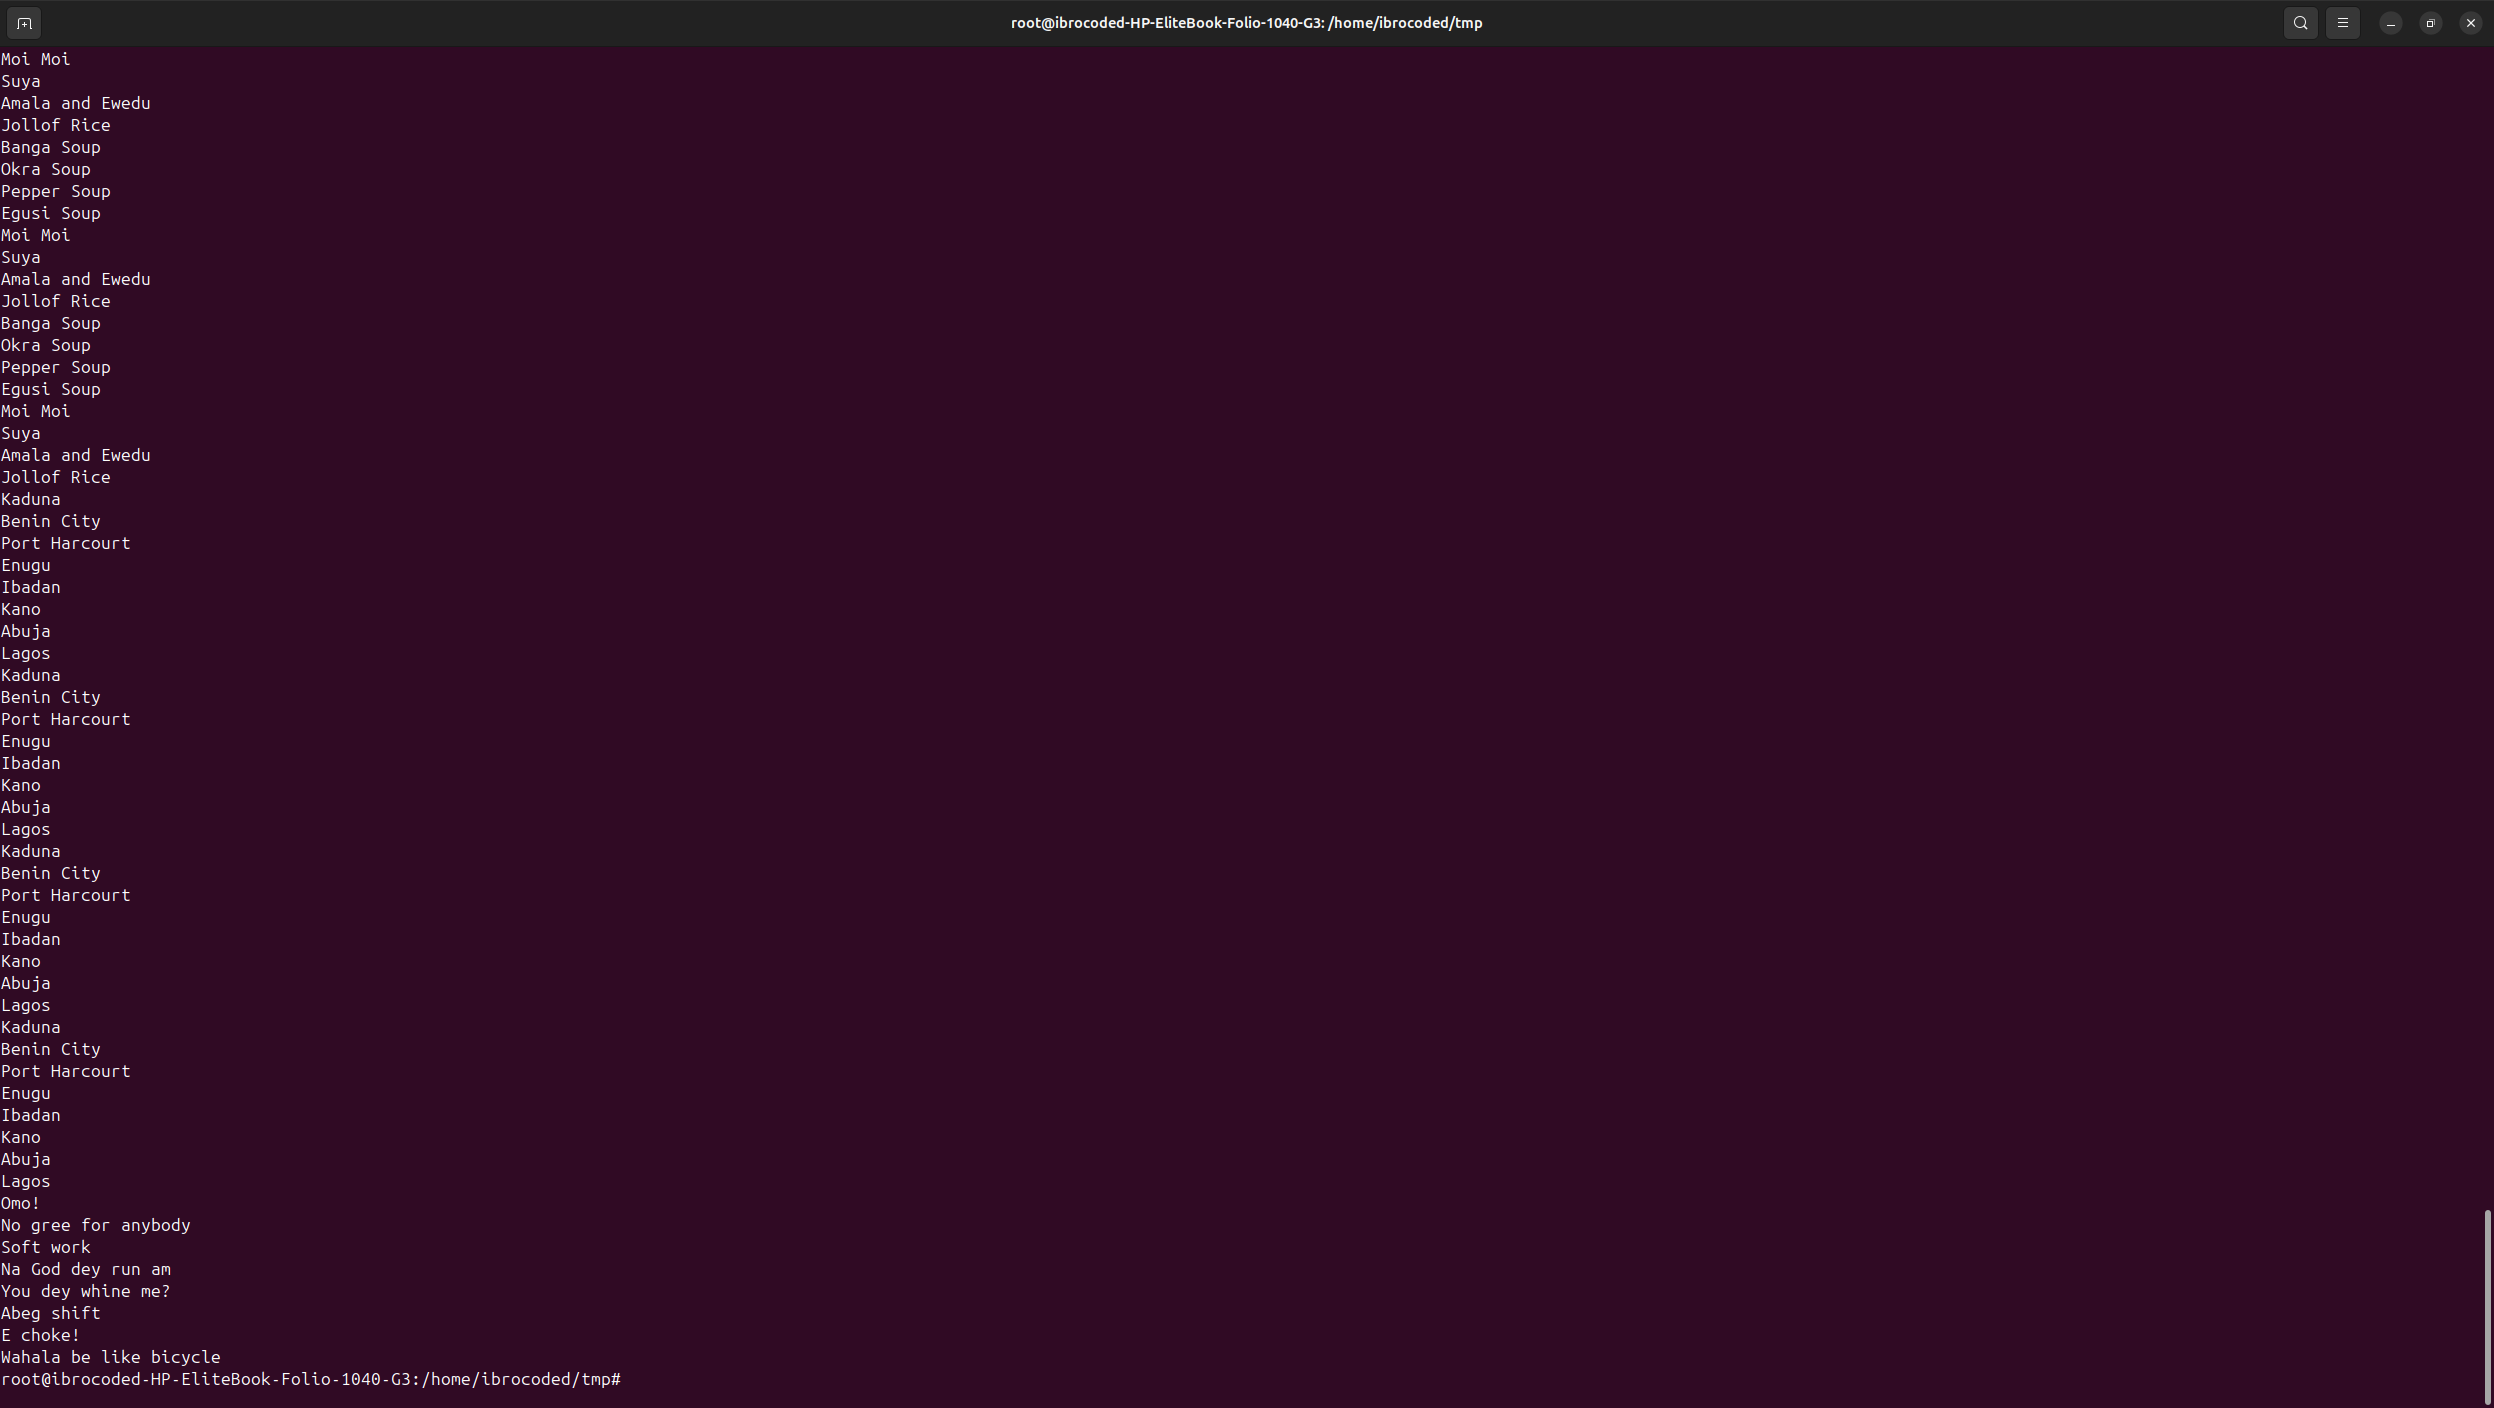 root@ibrocoded-HP-EliteBook-Folio-1040-G3: /home/ibrocoded/tmp
Moi Moi
Suya
Amala and Ewedu
Jollof Rice
Banga Soup
Okra Soup
Pepper Soup
Egusi Soup
Moi Moi
Suya
Amala and Ewedu
Jollof Rice
Banga Soup
Okra Soup
Pepper Soup
Egusi Soup
Moi Moi
Suya
Amala and Ewedu
Jollof Rice
Kaduna
Benin City
Port Harcourt
Enugu
Ibadan
Kano
Abuja
Lagos
Kaduna
Benin City
Port Harcourt
Enugu
Ibadan
Kano
Abuja
Lagos
Kaduna
Benin City
Port Harcourt
Enugu
Ibadan
Kano
Abuja
Lagos
Kaduna
Benin City
Port Harcourt
Enugu
Ibadan
Kano
Abuja
Lagos
Omo!
No gree for anybody
Soft work
Na God dey run am
You dey whine me?
Abeg shift
E choke!
Wahala be like bicycle
root@ibrocoded-HP-EliteBook-Folio-1040-G3:/home/ibrocoded/tmp#